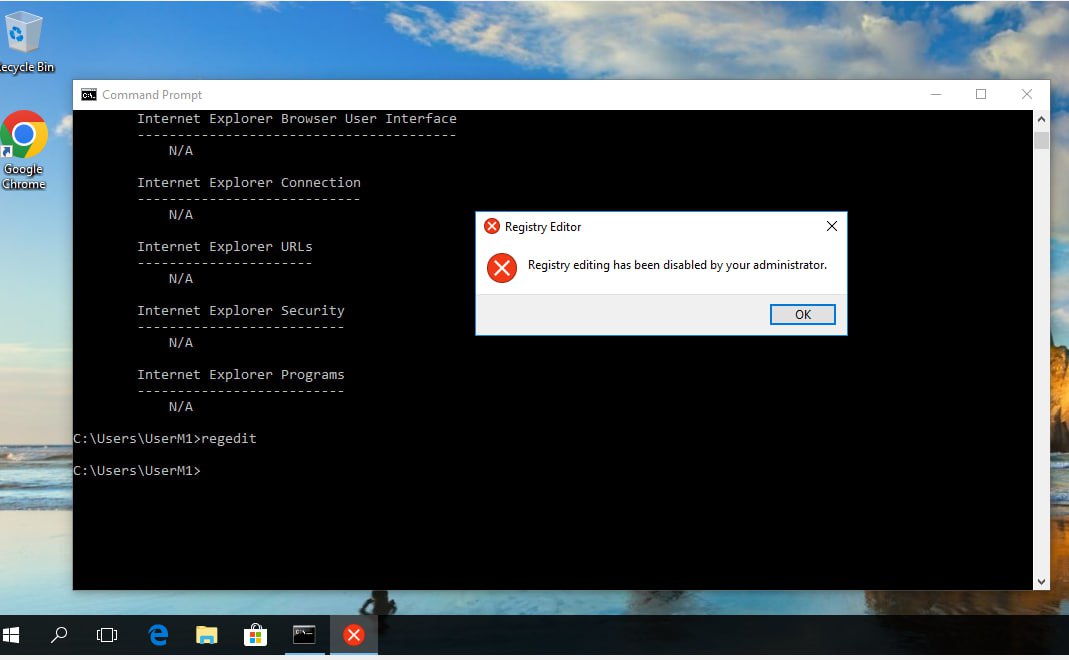 ecycle Bin
Google
Chrome
Command Prompt
Internet Explorer Browser User Interface
----------------------------------------
N/A
Internet Explorer Connection
----------------------------
N/A
Internet Explorer URLs
----------------------
N/A
Internet Explorer Security
--------------------------
N/A
Internet Explorer Programs
--------------------------
N/A
C:\Users\UserM1>regedit
C:\Users\UserM1>
Registry Editor
Registry editing has been disabled by your administrator.
OK